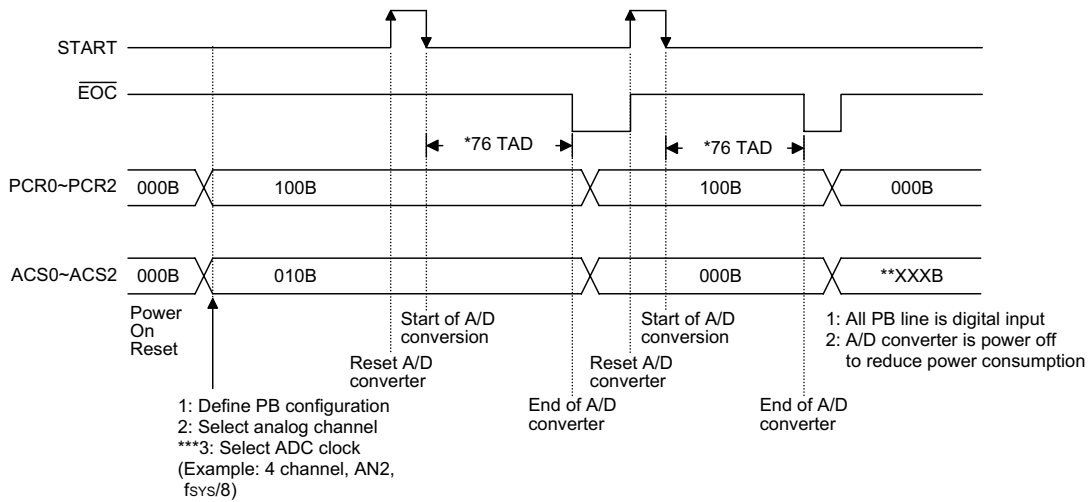 START
EOC
*76 TAD
*76 TAD
PCR0~PCR2
000B
100B
100B
000B
ACS0~ACS2
000B
010B
000B
**XXXB
Power
On
Reset
Start of A/D
conversion
Start of A/D
conversion
1: All PB line is digital input
2: A/D converter is power off
to reduce power consumption
Reset A/D
converter
Reset A/D
converter
End of A/D
converter
End of A/D
converter
1: Define PB configuration
2: Select analog channel
***3: Select ADC clock
(Example: 4 channel, AN2,
fSYS/8)